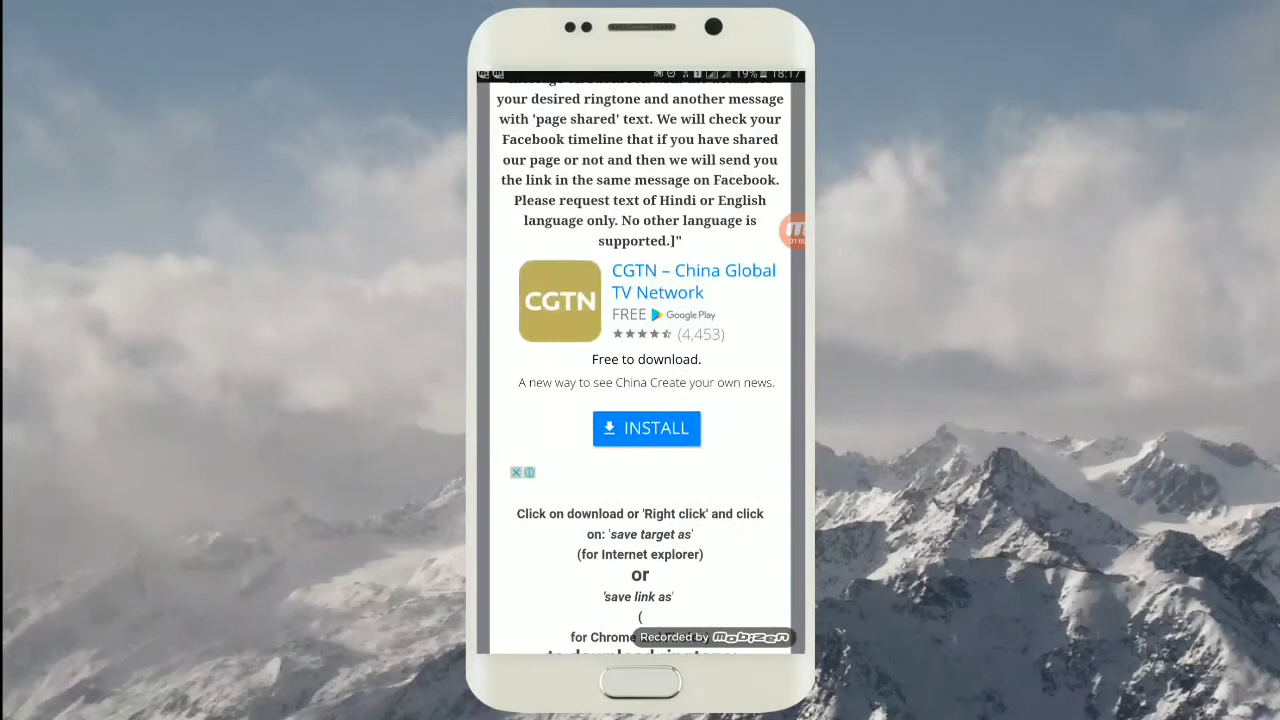 19% 18:17
your desired ringtone and another message
with 'page shared' text. We will check your
Facebook timeline that if you have shared
our page or not and then we will send you
the link in the same message on Facebook.
Please request text of Hindi or English
language only. No other language is
supported.]"
CGTN
CGTN – China Global
TV Network
FREE Google Play
(4,453)
Free to download.
A new way to see China Create your own news.
INSTALL
Click on download or 'Right click' and click
on: 'save target as'
(for Internet explorer)
or
'save link as'
(
for Chrome
Recorded by mobizen